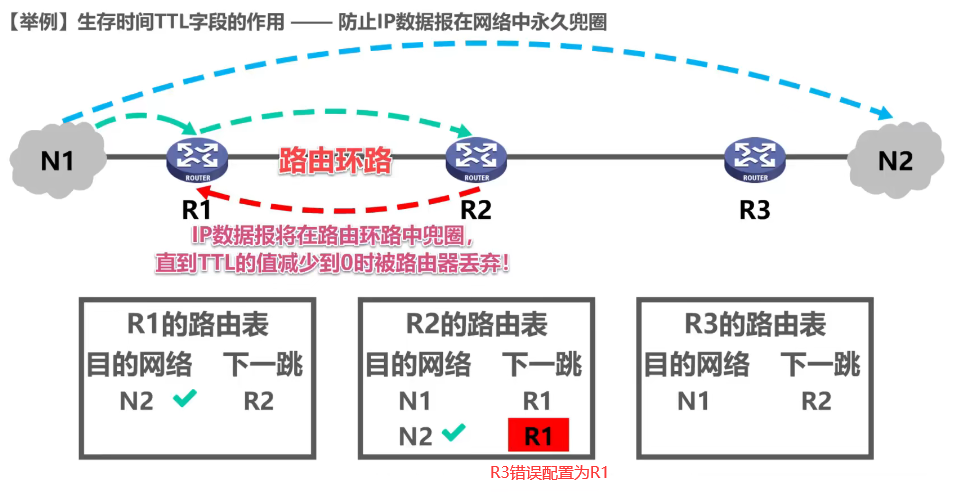 【举例】生存时间TTL字段的作用 —— 防止IP数据报在网络中永久兜圈
N1
ROUTER
路由环路
ROUTER
ROUTER
N2
R1
R2
R3
IP数据报将在路由环路中兜圈，
直到TTL的值减少到0时被路由器丢弃！
R1的路由表
目的网络 下一跳
N2 R2
R2的路由表
目的网络 下一跳
N1 R1
N2 R1
R3错误配置为R1
R3的路由表
目的网络 下一跳
N1 R2